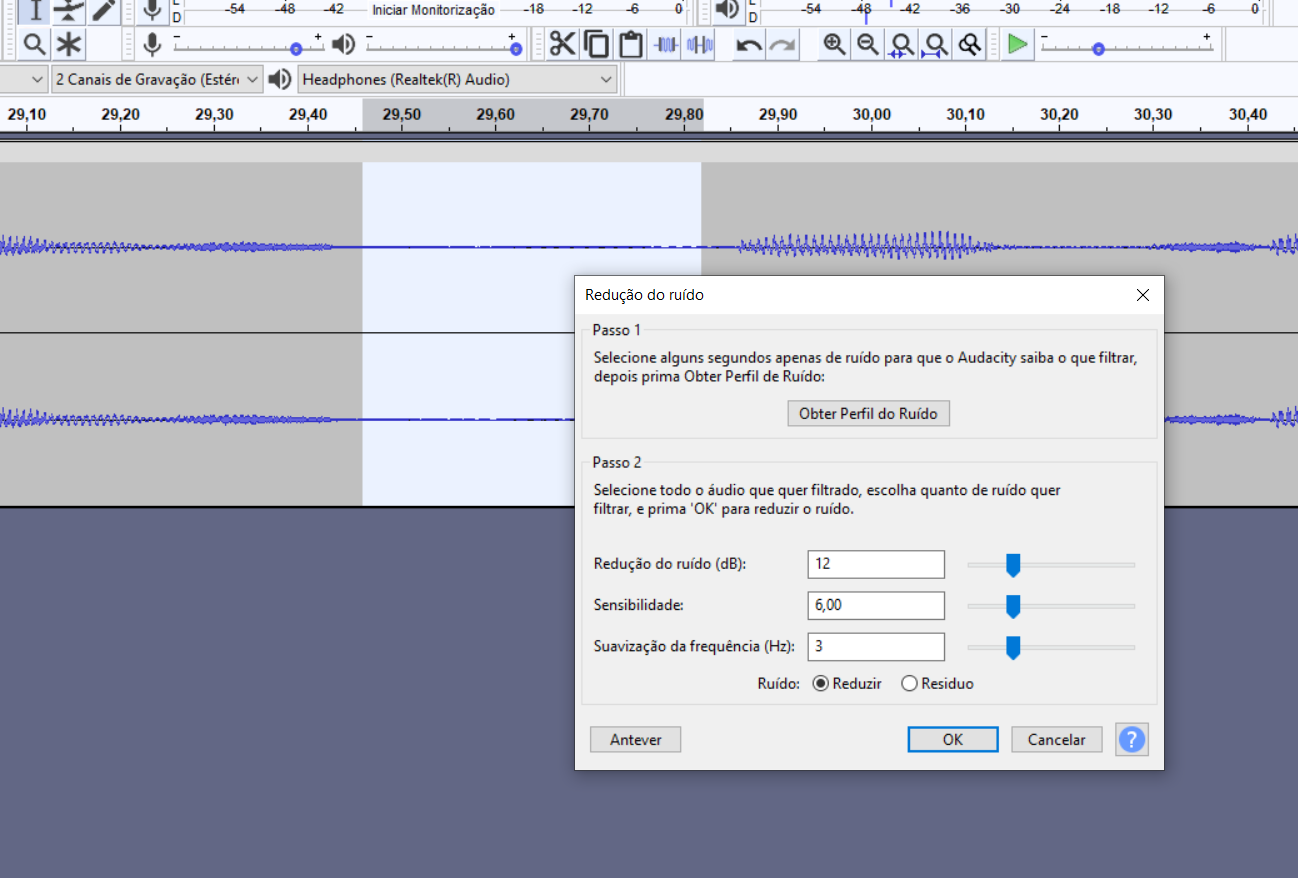 -54 -48 -42 Iniciar Monitorização -18 -12 -6 0
D
-54 -48 -42 -36 -30 -24 -18 -12 -6 0
D
- +
- +
- +
2 Canais de Gravação (Estér
Headphones (Realtek(R) Audio)
29,10 29,20 29,30 29,40 29,50 29,60 29,70 29,80 29,90 30,00 30,10 30,20 30,30 30,40
Redução do ruído
Passo 1
Selecione alguns segundos apenas de ruído para que o Audacity saiba o que filtrar,
depois prima Obter Perfil de Ruído:
Obter Perfil do Ruído
Passo 2
Selecione todo o áudio que quer filtrado, escolha quanto de ruído quer
filtrar, e prima 'OK' para reduzir o ruído.
Redução do ruído (dB): 12
Sensibilidade: 6,00
Suavização da frequência (Hz): 3
Ruído: Reduzir Residuo
Antever OK Cancelar ?